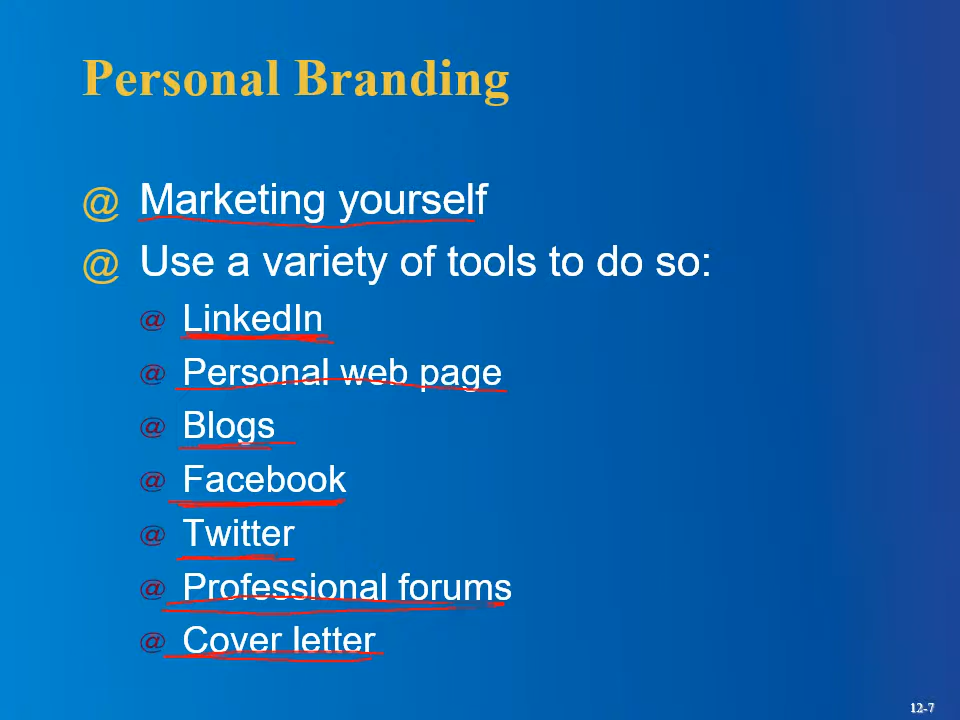 Personal Branding
@ Marketing yourself
@ Use a variety of tools to do so:
@ LinkedIn
@ Personal web page
@ Blogs
@ Facebook
@ Twitter
@ Professional forums
@ Cover letter
12-7